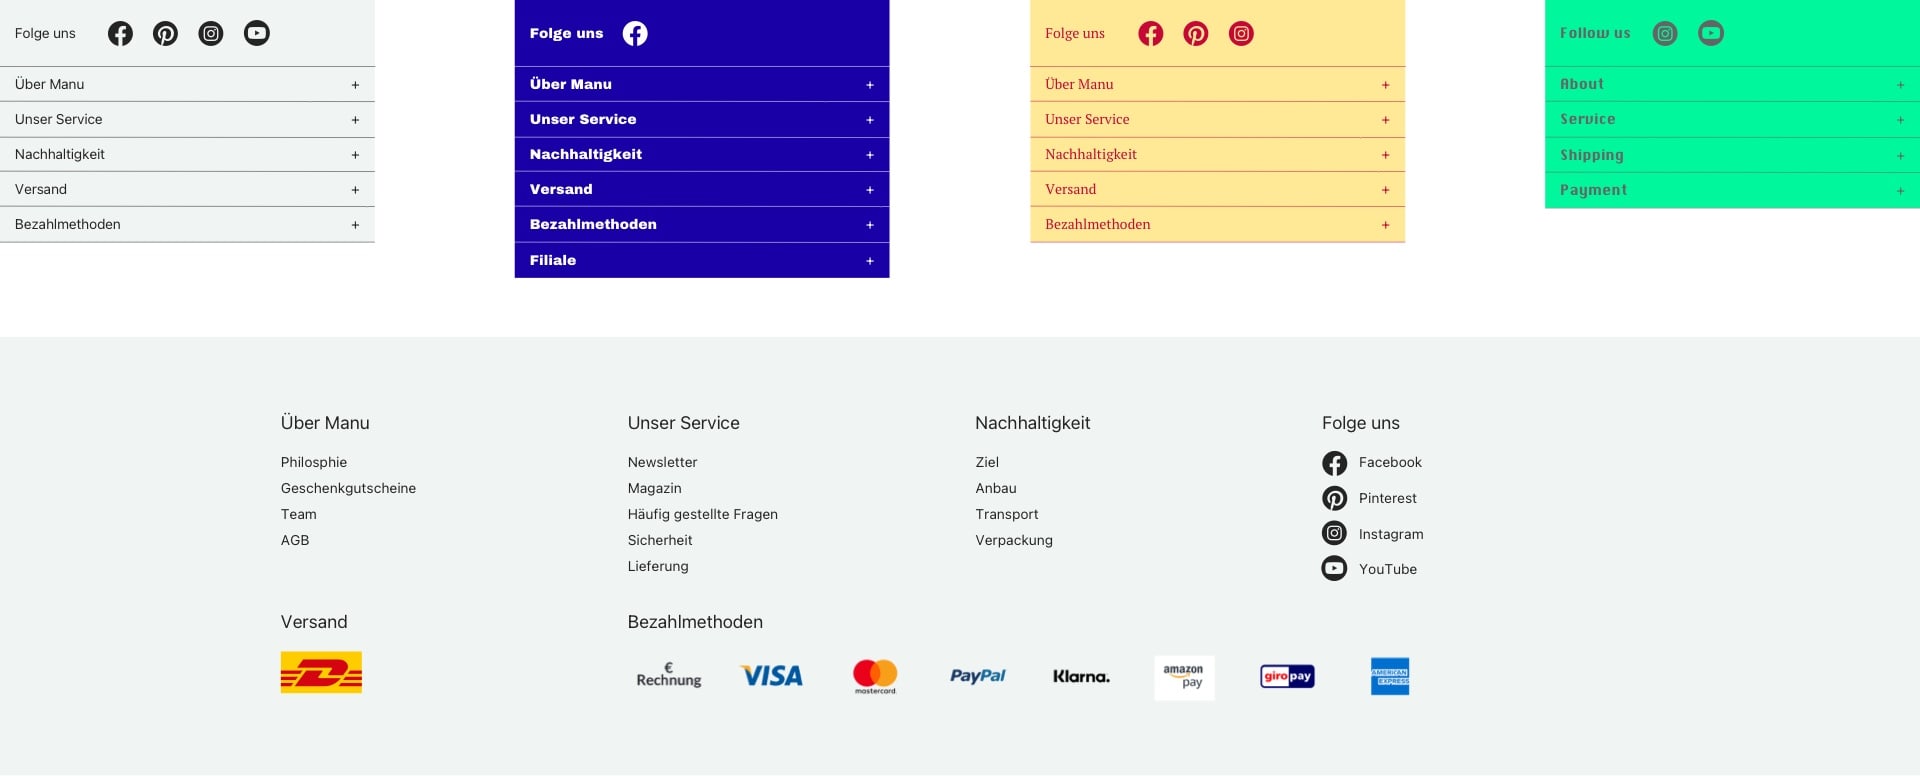 Folge uns
Über Manu +
Unser Service +
Nachhaltigkeit +
Versand +
Bezahlmethoden +
Folge uns
Über Manu +
Unser Service +
Nachhaltigkeit +
Versand +
Bezahlmethoden +
Filiale +
Folge uns
Über Manu +
Unser Service +
Nachhaltigkeit +
Versand +
Bezahlmethoden +
Follow us
About +
Service +
Shipping +
Payment +
Über Manu
Philosphie
Geschenkgutscheine
Team
AGB
Unser Service
Newsletter
Magazin
Häufig gestellte Fragen
Sicherheit
Lieferung
Nachhaltigkeit
Ziel
Anbau
Transport
Verpackung
Folge uns
Facebook
Pinterest
Instagram
YouTube
Versand
Bezahlmethoden
€
Rechnung
VISA
mastercard.
PayPal
Klarna.
amazon
pay
giropay
AMERICAN
EXPRESS